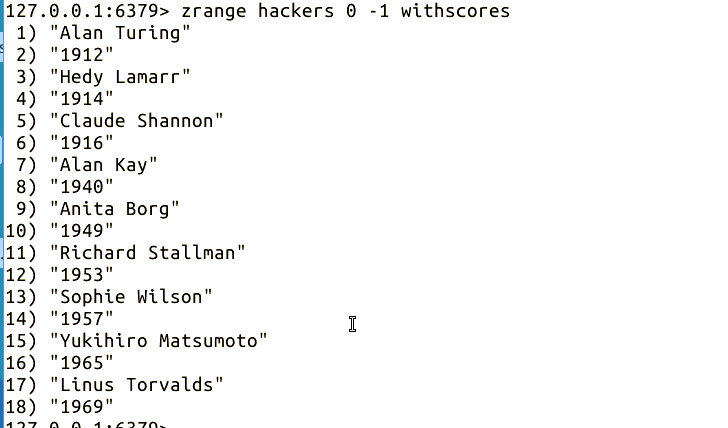 127.0.0.1:6379> zrange hackers 0 -1 withscores
1) "Alan Turing"
2) "1912"
3) "Hedy Lamarr"
4) "1914"
5) "Claude Shannon"
6) "1916"
7) "Alan Kay"
8) "1940"
9) "Anita Borg"
10) "1949"
11) "Richard Stallman"
12) "1953"
13) "Sophie Wilson"
14) "1957"
15) "Yukihiro Matsumoto"
16) "1965"
17) "Linus Torvalds"
18) "1969"
127.0.0.1:6379>